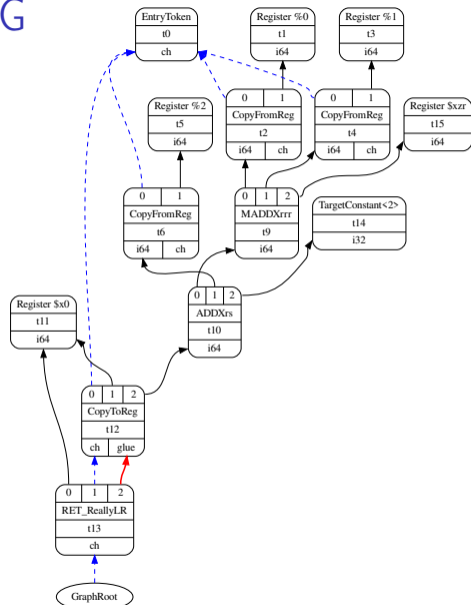 G
EntryToken
t0
ch
Register %0
t1
i64
Register %1
t3
i64
0 1
CopyFromReg
t2
i64 ch
0 1
CopyFromReg
t4
i64 ch
Register %2
t5
i64
Register $xzr
t15
i64
0 1
CopyFromReg
t6
i64 ch
0 1 2
MADDXrrr
t9
i64
TargetConstant<2>
t14
i32
0 1 2
ADDXrs
t10
i64
Register $x0
t11
i64
0 1 2
CopyToReg
t12
ch glue
0 1 2
RET_ReallyLR
t13
ch
GraphRoot